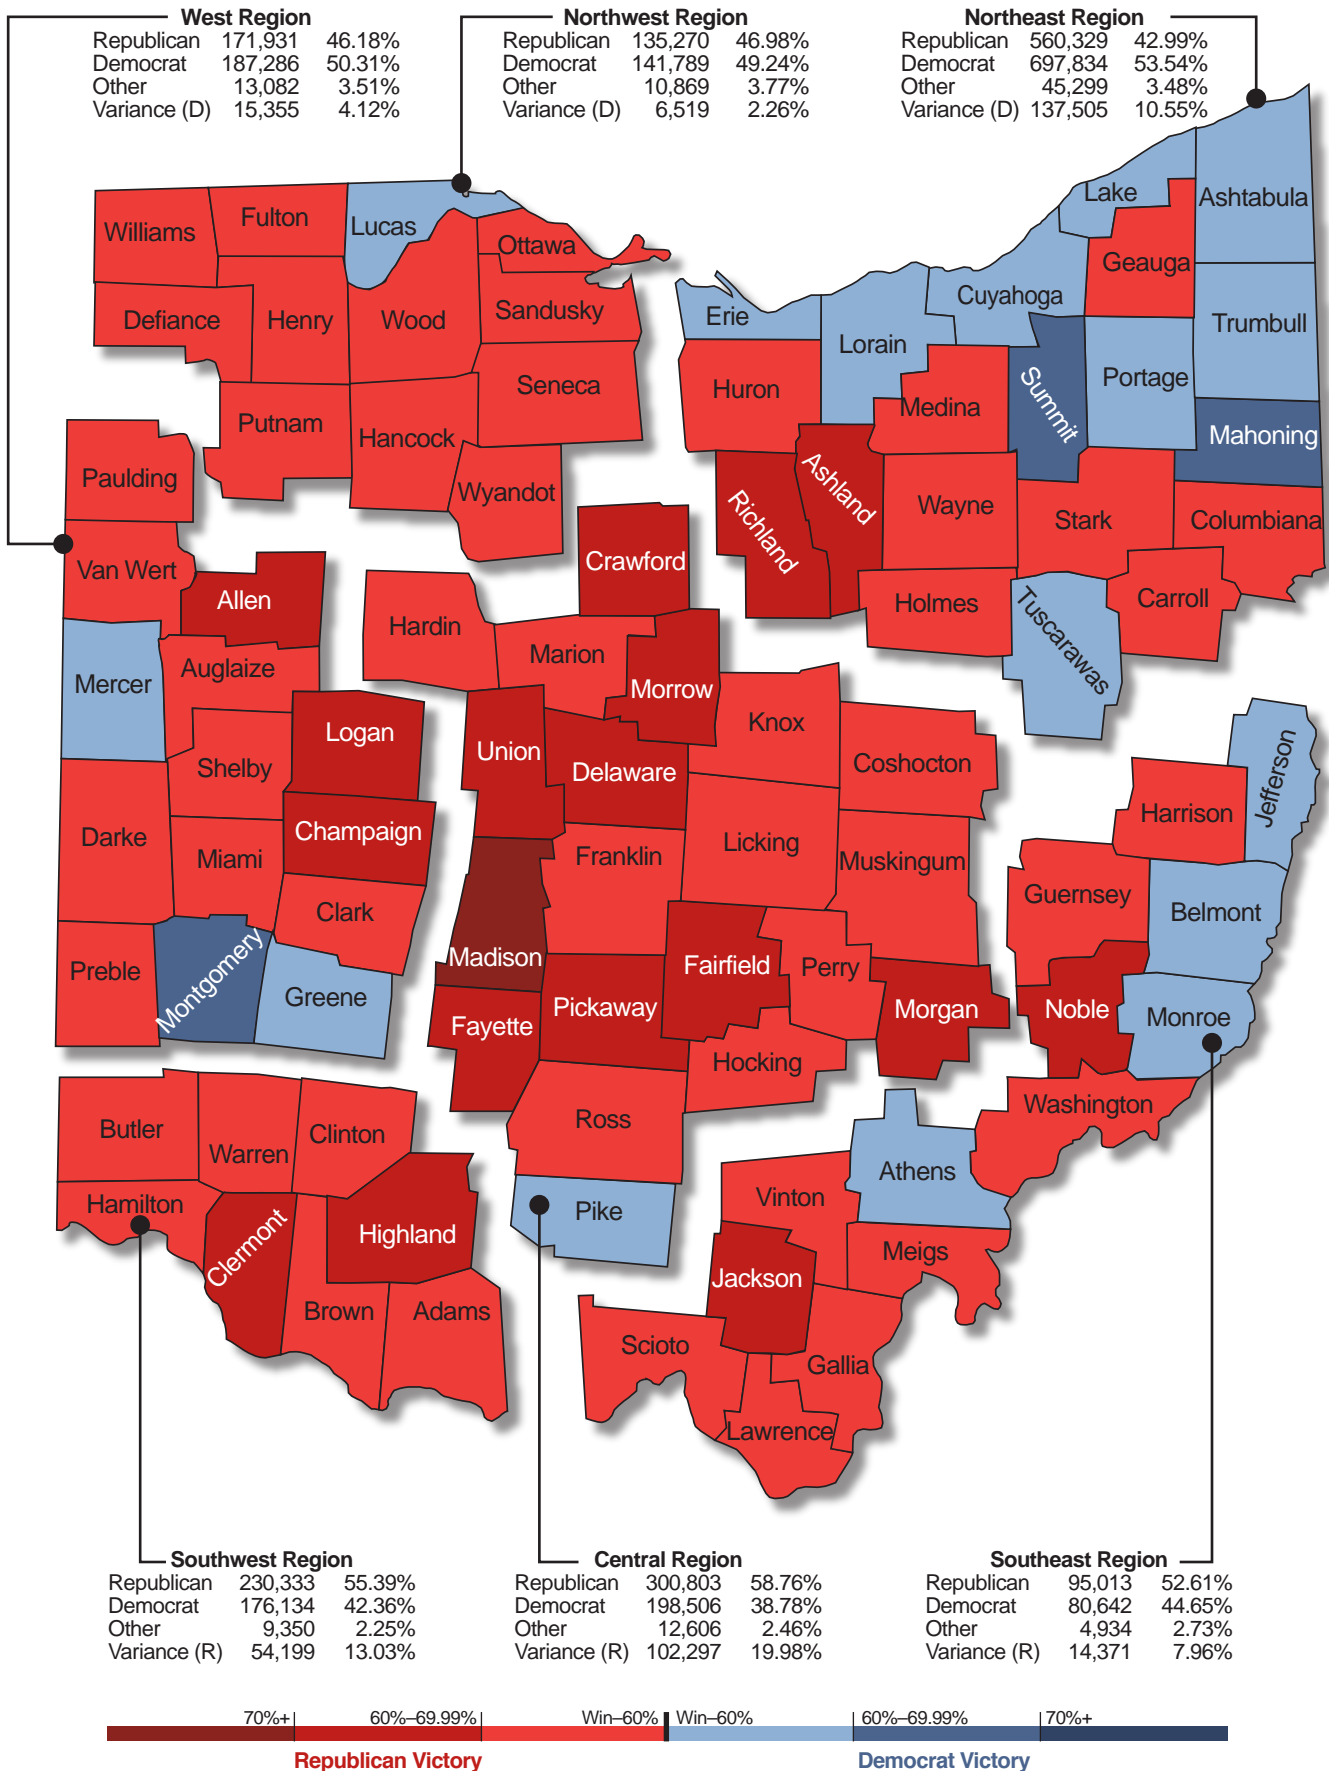 West Region
Republican 171,931 46.18%
Democrat 187,286 50.31%
Other 13,082 3.51%
Variance (D) 15,355 4.12%
Northwest Region
Republican 135,270 46.98%
Democrat 141,789 49.24%
Other 10,869 3.77%
Variance (D) 6,519 2.26%
Northeast Region
Republican 560,329 42.99%
Democrat 697,834 53.54%
Other 45,299 3.48%
Variance (D) 137,505 10.55%
Williams
Fulton
Lucas
Ottawa
Defiance
Henry
Wood
Sandusky
Seneca
Putnam
Hancock
Wyandot
Lake
Ashtabula
Geauga
Cuyahoga
Erie
Lorain
Trumbull
Huron
Medina
Summit
Portage
Mahoning
Richland
Ashland
Wayne
Stark
Columbiana
Holmes
Tuscarawas
Carroll
Paulding
Van Wert
Allen
Mercer
Auglaize
Logan
Shelby
Darke
Miami
Champaign
Clark
Preble
Montgomery
Greene
Crawford
Hardin
Marion
Morrow
Union
Delaware
Knox
Coshocton
Franklin
Licking
Muskingum
Madison
Fairfield
Perry
Morgan
Fayette
Pickaway
Hocking
Ross
Pike
Jefferson
Harrison
Guernsey
Belmont
Noble
Monroe
Washington
Athens
Vinton
Meigs
Jackson
Scioto
Gallia
Lawrence
Butler
Warren
Clinton
Hamilton
Clermont
Highland
Brown
Adams
Southwest Region
Republican 230,333 55.39%
Democrat 176,134 42.36%
Other 9,350 2.25%
Variance (R) 54,199 13.03%
Central Region
Republican 300,803 58.76%
Democrat 198,506 38.78%
Other 12,606 2.46%
Variance (R) 102,297 19.98%
Southeast Region
Republican 95,013 52.61%
Democrat 80,642 44.65%
Other 4,934 2.73%
Variance (R) 14,371 7.96%
70%+ 60%–69.99% Win–60% Win–60% 60%–69.99% 70%+
Republican Victory Democrat Victory